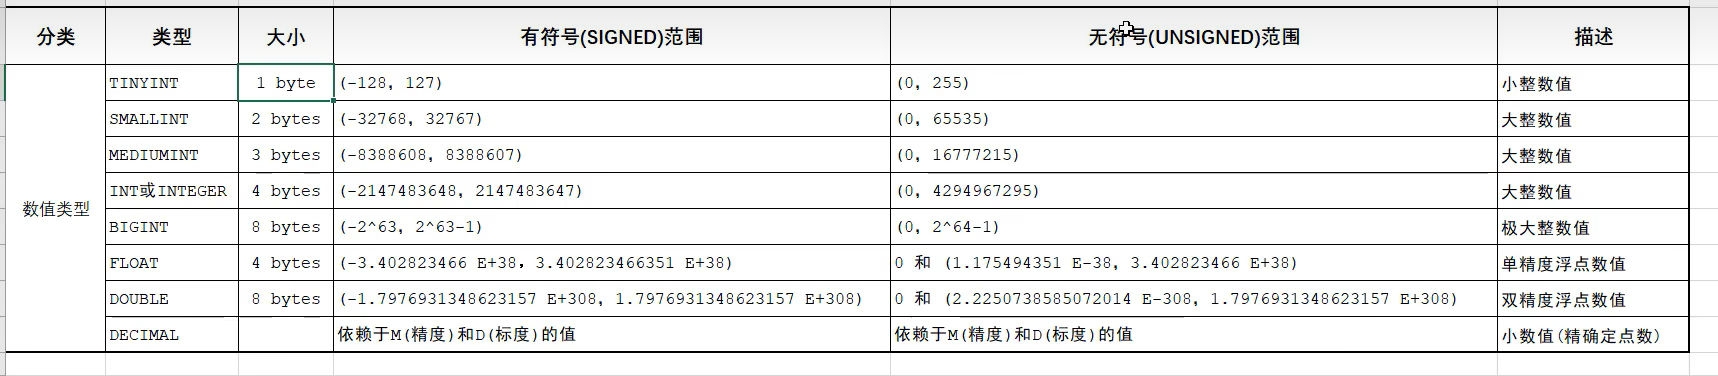 分类 类型 大小 有符号(SIGNED)范围 无符号(UNSIGNED)范围 描述
数值类型
TINYINT 1 byte (-128, 127) (0, 255) 小整数值
SMALLINT 2 bytes (-32768, 32767) (0, 65535) 大整数值
MEDIUMINT 3 bytes (-8388608, 8388607) (0, 16777215) 大整数值
INT或INTEGER 4 bytes (-2147483648, 2147483647) (0, 4294967295) 大整数值
BIGINT 8 bytes (-2^63, 2^63-1) (0, 2^64-1) 极大整数值
FLOAT 4 bytes (-3.402823466 E+38, 3.402823466351 E+38) 0 和 (1.175494351 E-38, 3.402823466 E+38) 单精度浮点数值
DOUBLE 8 bytes (-1.7976931348623157 E+308, 1.7976931348623157 E+308) 0 和 (2.2250738585072014 E-308, 1.7976931348623157 E+308) 双精度浮点数值
DECIMAL 依赖于M(精度)和D(标度)的值 依赖于M(精度)和D(标度)的值 小数值(精确定点数)